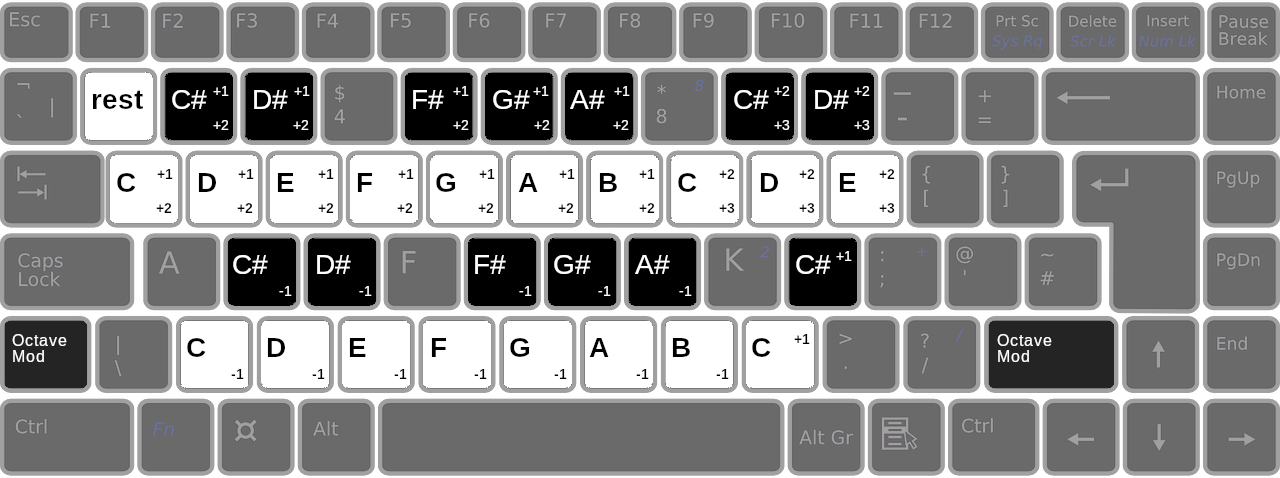 Esc F1 F2 F3 F4 F5 F6 F7 F8 F9 F10 F11 F12 Prt Sc Delete Insert Pause
Sys Rq Scr Lk Num Lk Break
¬ | rest C# +1 D# +1 $ F# +1 G# +1 A# +1 * 8 C# +2 D# +2 — + Home
` +2 +2 4 +2 +2 +2 8 +3 +3 - =
C +1 D +1 E +1 F +1 G +1 A +1 B +1 C +2 D +2 E +2 { } PgUp
+2 +2 +2 +2 +2 +2 +2 +3 +3 +3 [ ]
Caps A C# D# F F# G# A# K 2 C# +1 : + @ ~ PgDn
Lock -1 -1 -1 -1 -1 ; ' #
Octave | C D E F G A B C +1 > ? / Octave End
Mod \ -1 -1 -1 -1 -1 -1 -1 . / Mod
Ctrl Fn Alt Alt Gr Ctrl